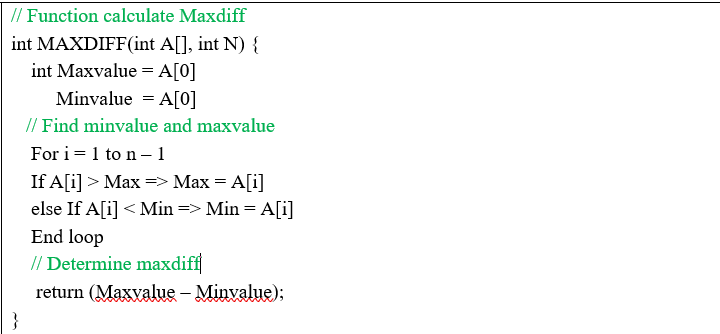 // Function calculate Maxdiff
int MAXDIFF(int A[], int N) {
int Maxvalue = A[0]
Minvalue = A[0]
// Find minvalue and maxvalue
For i = 1 to n – 1
If A[i] > Max => Max = A[i]
else If A[i] < Min => Min = A[i]
End loop
// Determine maxdiff
return (Maxvalue – Minvalue);
}